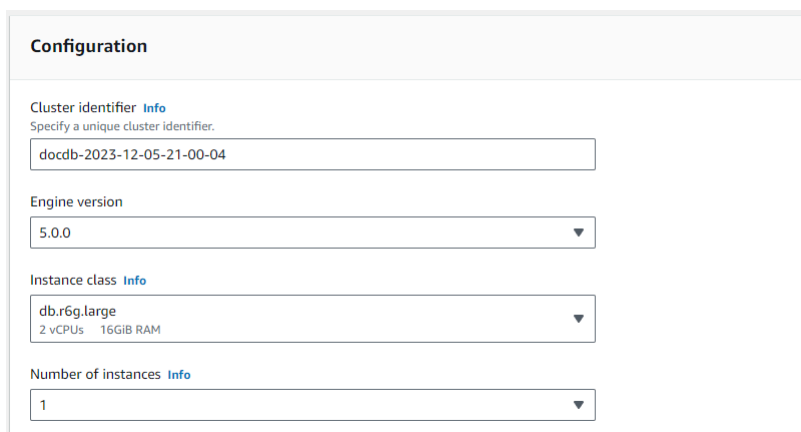 Configuration
Cluster identifier Info
Specify a unique cluster identifier.
docdb-2023-12-05-21-00-04
Engine version
5.0.0
Instance class Info
db.r6g.large
2 vCPUs 16GiB RAM
Number of instances Info
1